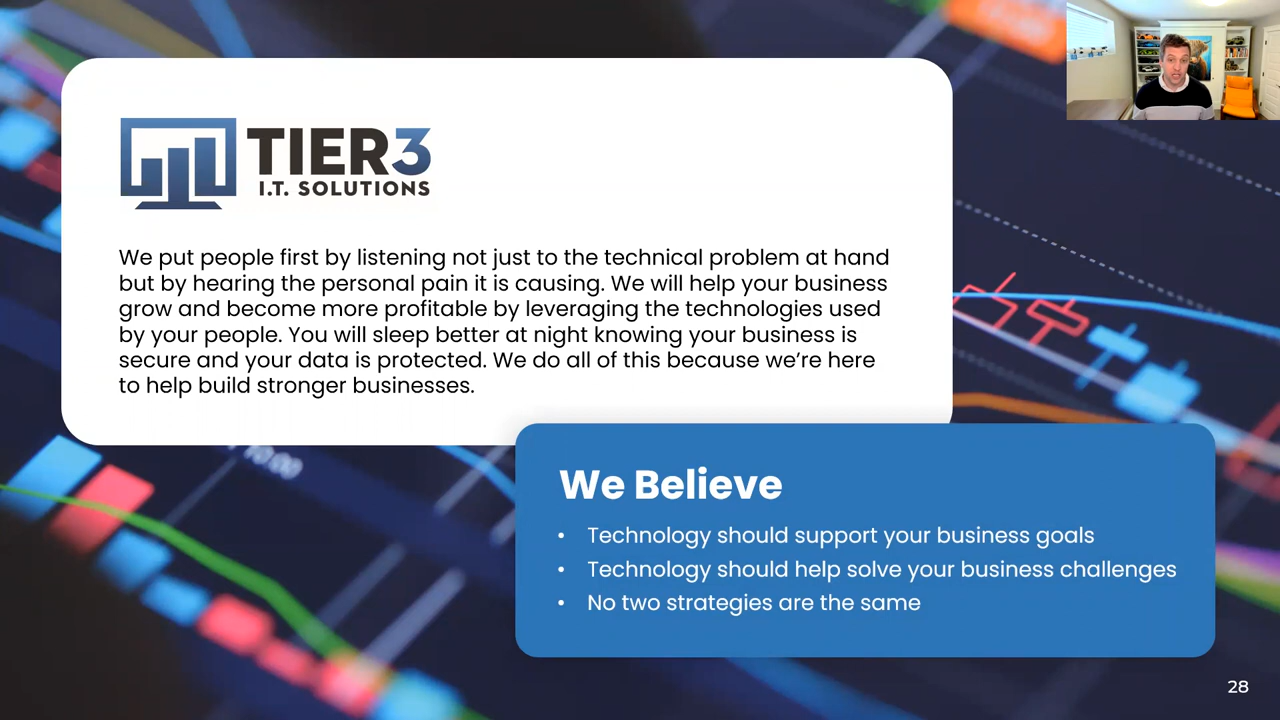 TIER3
I.T. SOLUTIONS
We put people first by listening not just to the technical problem at hand
but by hearing the personal pain it is causing. We will help your business
grow and become more profitable by leveraging the technologies used
by your people. You will sleep better at night knowing your business is
secure and your data is protected. We do all of this because we’re here
to help build stronger businesses.
We Believe
• Technology should support your business goals
• Technology should help solve your business challenges
• No two strategies are the same
28